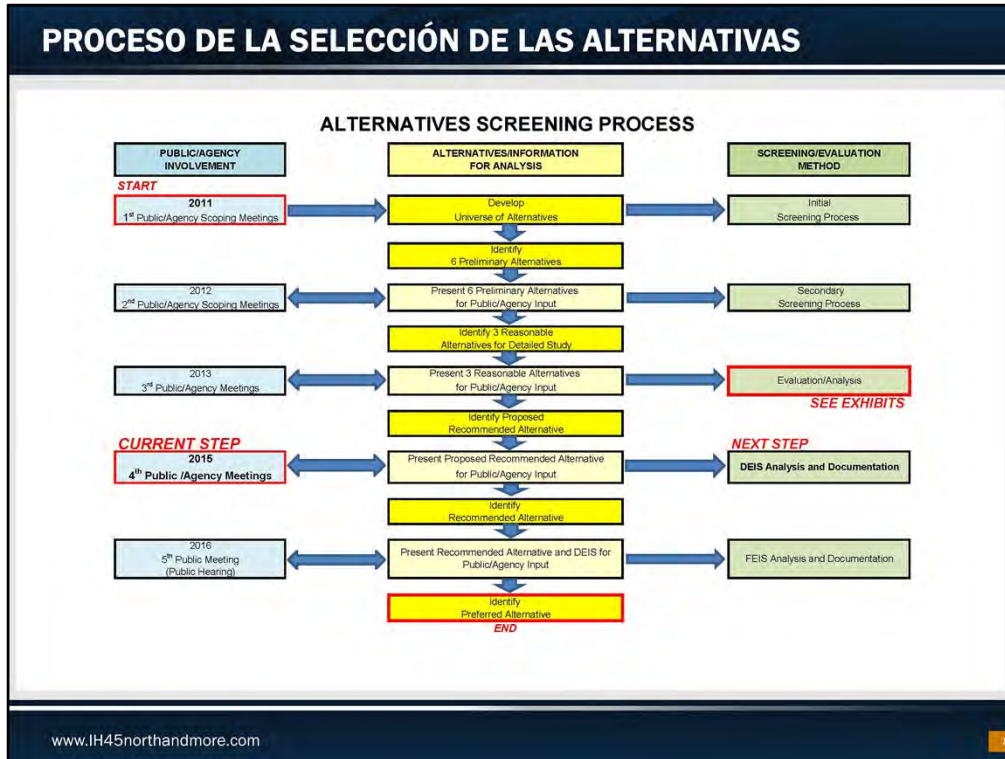 PROCESO DE LA SELECCIÓN DE LAS ALTERNATIVAS
ALTERNATIVES SCREENING PROCESS
PUBLIC/AGENCY
INVOLVEMENT
ALTERNATIVES/INFORMATION
FOR ANALYSIS
SCREENING/EVALUATION
METHOD
START
2011
1st Public/Agency Scoping Meetings
Develop
Universe of Alternatives
Initial
Screening Process
Identify
6 Preliminary Alternatives
2012
2nd Public/Agency Scoping Meetings
Present 6 Preliminary Alternatives
for Public/Agency Input
Secondary
Screening Process
Identify 3 Reasonable
Alternatives for Detailed Study
2013
3rd Public/Agency Meetings
Present 3 Reasonable Alternatives
for Public/Agency Input
Evaluation/Analysis
SEE EXHIBITS
Identify Proposed
Recommended Alternative
CURRENT STEP
2015
4th Public /Agency Meetings
Present Proposed Recommended Alternative
for Public/Agency Input
NEXT STEP
DEIS Analysis and Documentation
Identify
Recommended Alternative
2016
5th Public Meeting
(Public Hearing)
Present Recommended Alternative and DEIS for
Public/Agency Input
FEIS Analysis and Documentation
Identify
Preferred Alternative
END
www.IH45northandmore.com